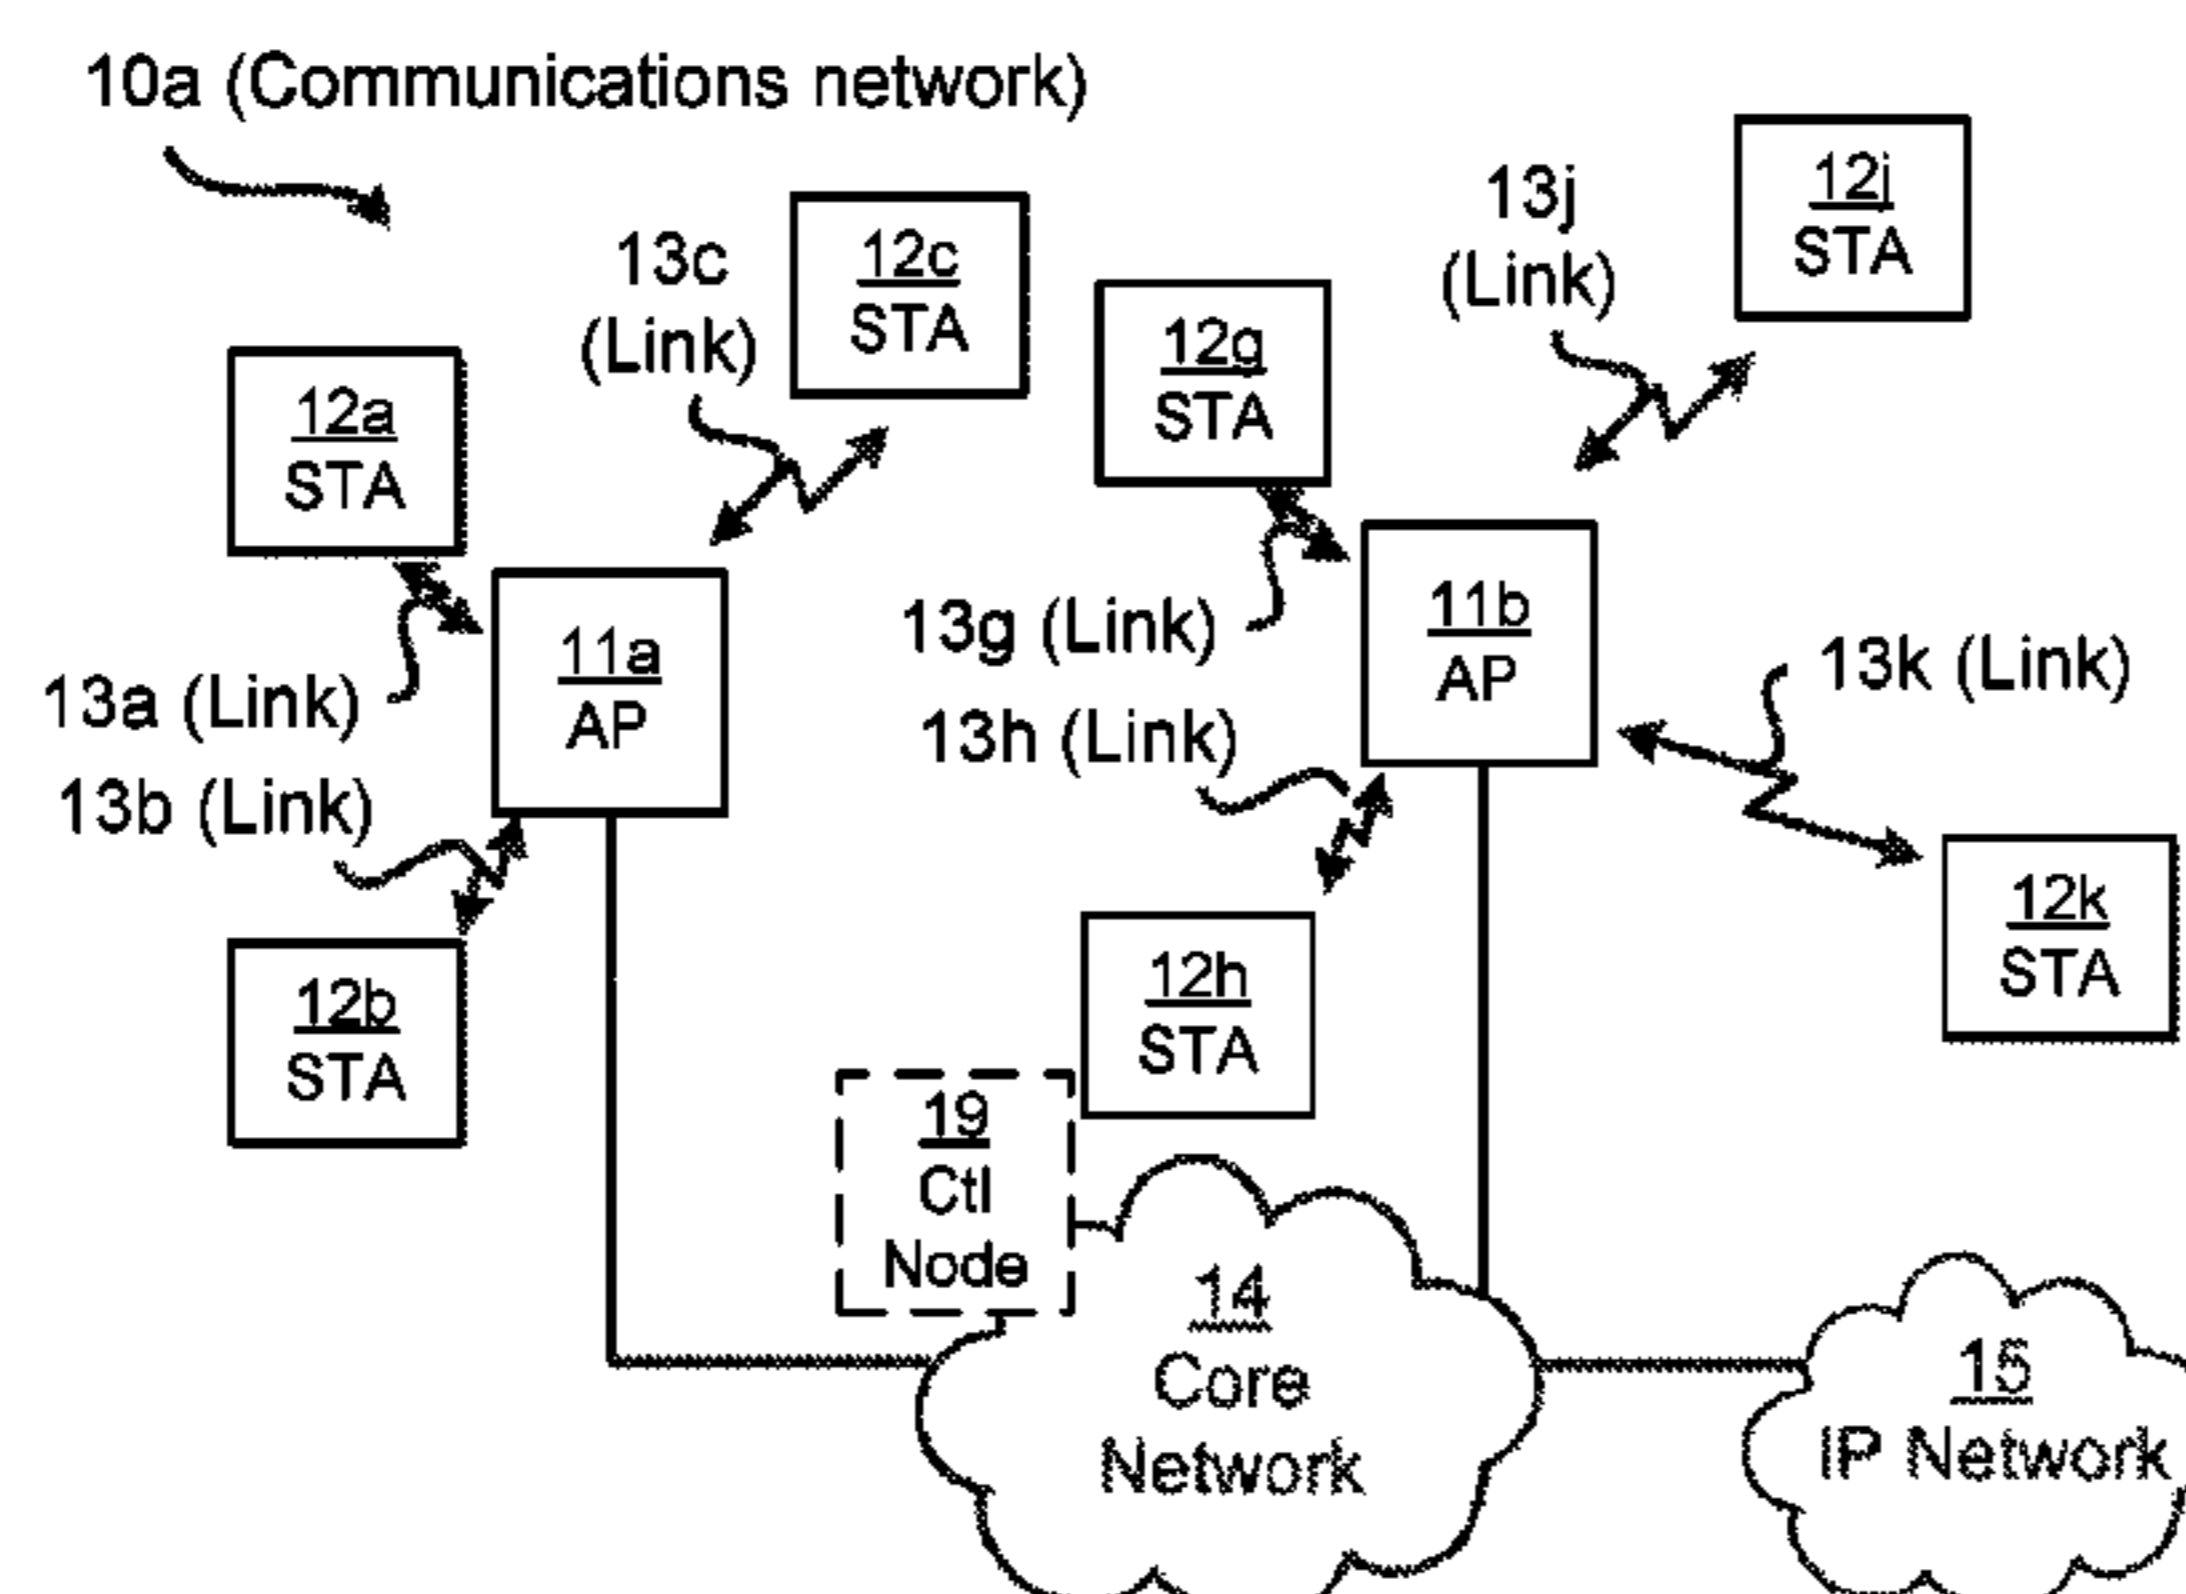 10a (Communications network)
12j
STA
13j
(Link)
12c
STA
13c
(Link)
12g
STA
12a
STA
11b
AP
13g (Link)
11a
AP
13k (Link)
13a (Link)
13h (Link)
13b (Link)
12k
STA
12h
STA
12b
STA
19
Ctl
Node
14
Core
Network
15
IP Network